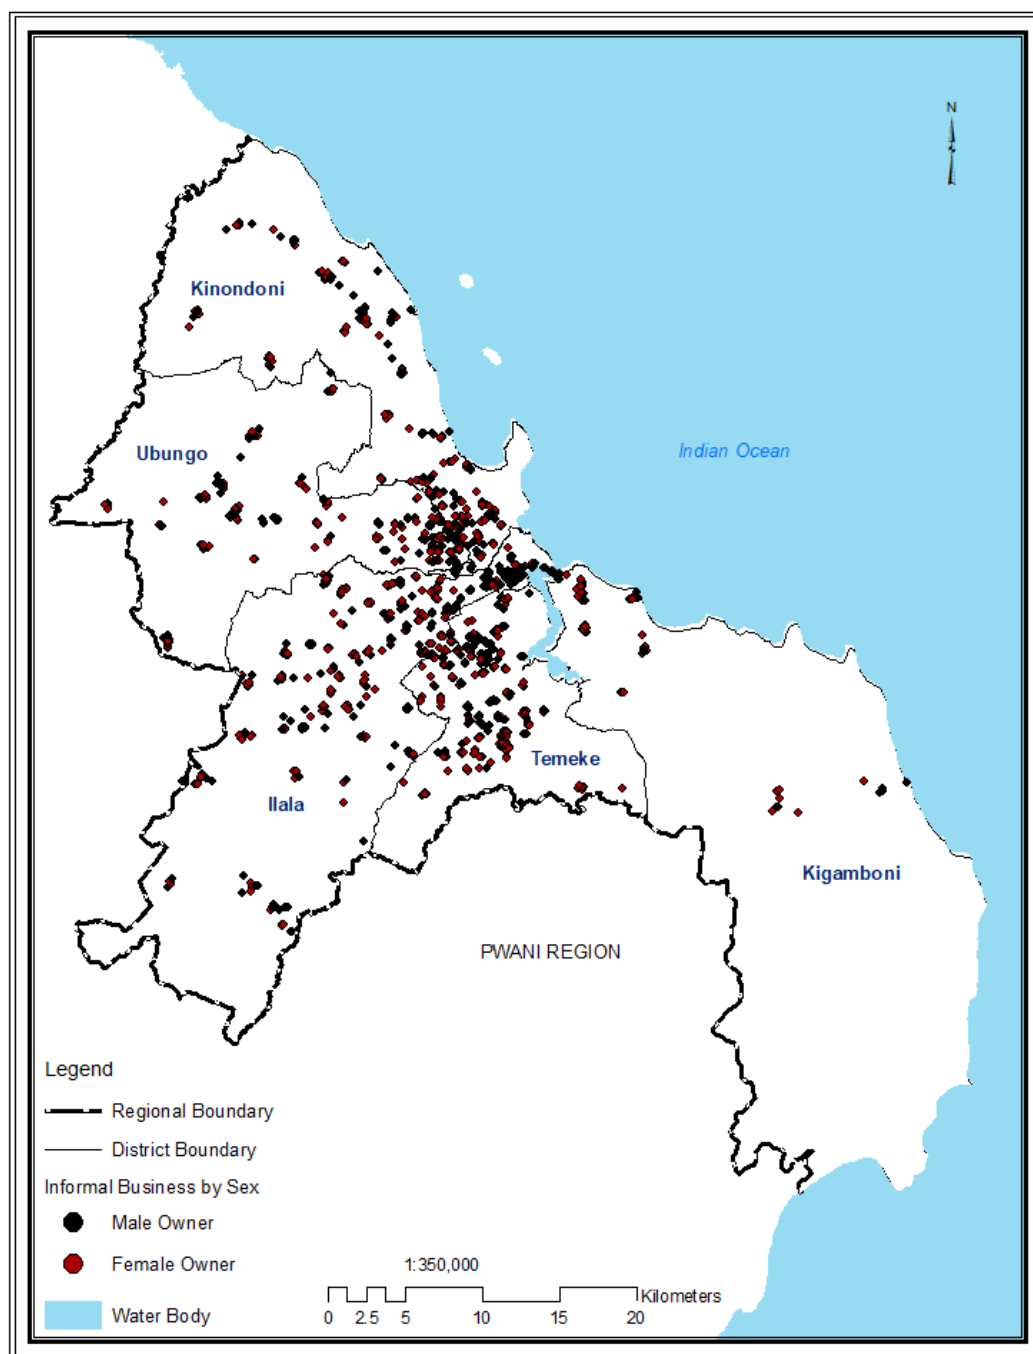 N
Kinondoni
Ubungo
Indian Ocean
Temeke
Ilala
Kigamboni
PWANI REGION
Legend
Regional Boundary
District Boundary
Informal Business by Sex
Male Owner
Female Owner
Water Body
1:350,000
Kilometers
0 2.5 5 10 15 20